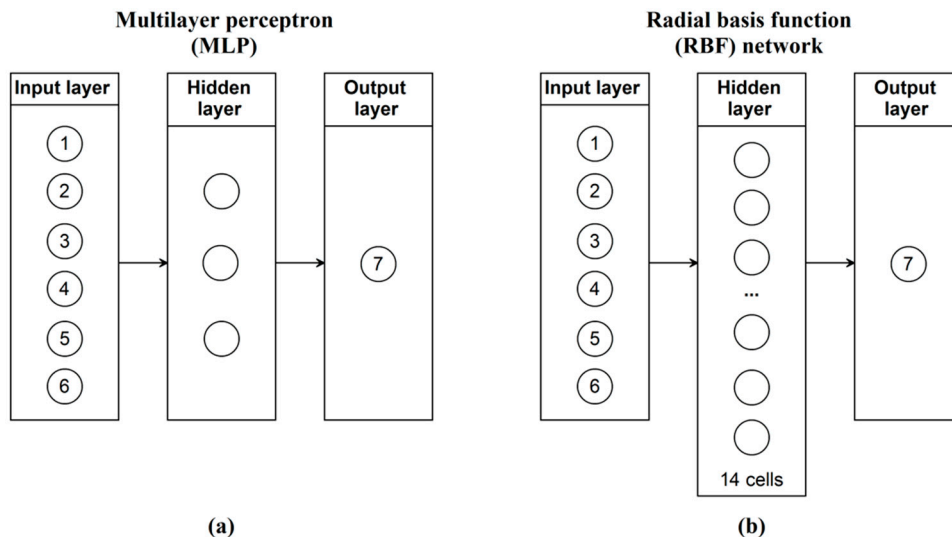 Multilayer perceptron
(MLP)
Input layer
Hidden
layer
Output
layer
1
2
3
4
5
6
7
(a)
Radial basis function
(RBF) network
Input layer
Hidden
layer
Output
layer
1
2
3
4
5
6
...
14 cells
7
(b)